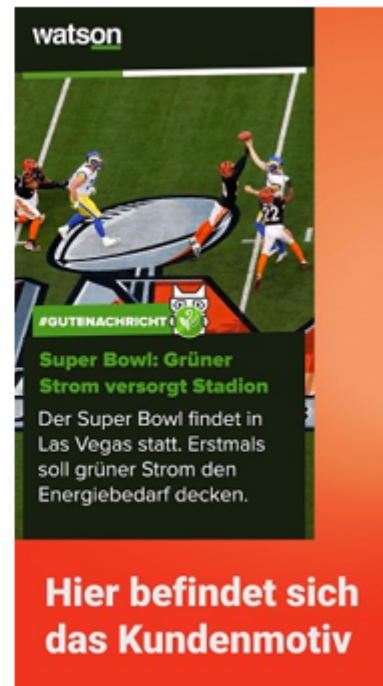 watson
#GUTENACHRICHT
Super Bowl: Grüner
Strom versorgt Stadion
Der Super Bowl findet in
Las Vegas statt. Erstmals
soll grüner Strom den
Energiebedarf decken.
Hier befindet sich
das Kundenmotiv